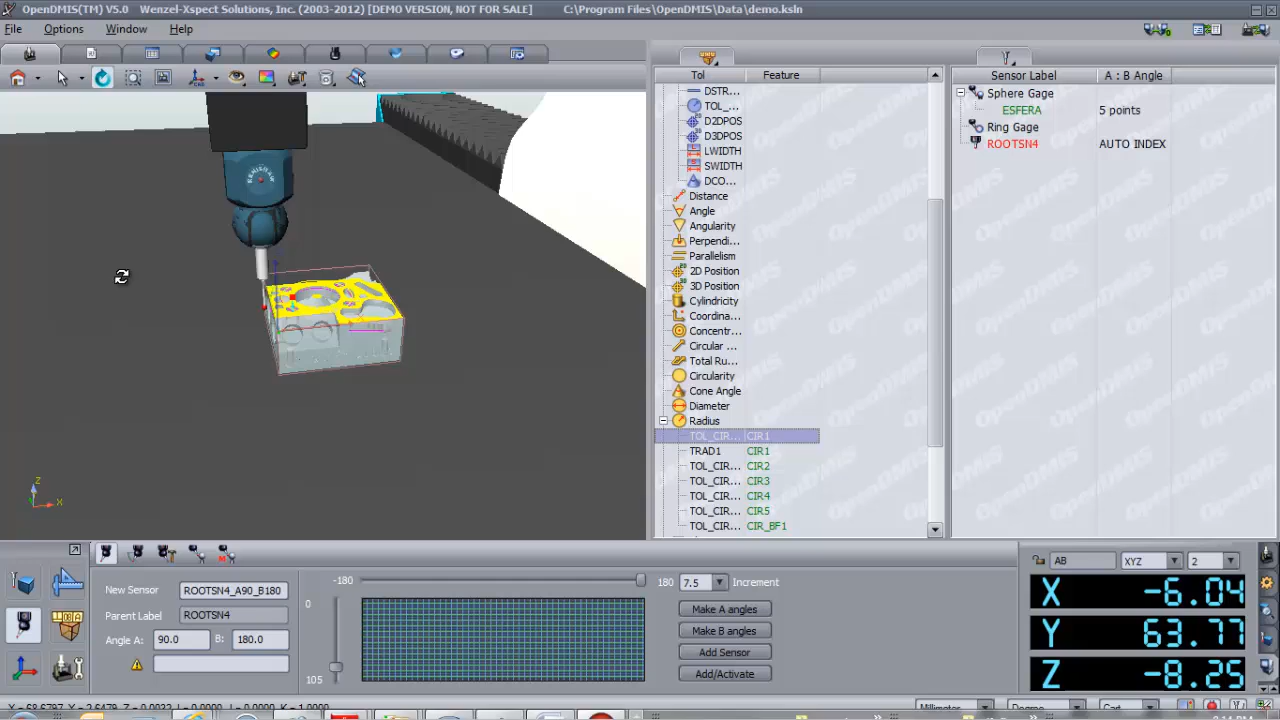 OpenDMIS(TM) V5.0 Wenzel-Xspect Solutions, Inc. (2003-2012) [DEMO VERSION, NOT FOR SALE] C:\Program Files\OpenDMIS\Data\demo.ksln
File Options Window Help
Tol Feature
DSTR...
TOL_...
D2DPOS
D3DPOS
LWIDTH
SWIDTH
DCO...
Distance
Angle
Angularity
Perpendi...
Parallelism
2D Position
3D Position
Cylindricity
Coordina...
Concentr...
Circular ...
Total Ru...
Circularity
Cone Angle
Diameter
Radius
TOL_CIR... CIR1
TRAD1 CIR1
TOL_CIR... CIR2
TOL_CIR... CIR3
TOL_CIR... CIR4
TOL_CIR... CIR5
TOL_CIR... CIR_BF1
Sensor Label A : B Angle
Sphere Gage
ESFERA 5 points
Ring Gage
ROOTSN4 AUTO INDEX
RENISHAW
Z
X
New Sensor ROOTSN4_A90_B180
Parent Label ROOTSN4
Angle A: 90.0 B: 180.0
-180 180 7.5 Increment
0
105
Make A angles
Make B angles
Add Sensor
Add/Activate
AB XYZ 2
X -6.04
Y 63.77
Z -8.25